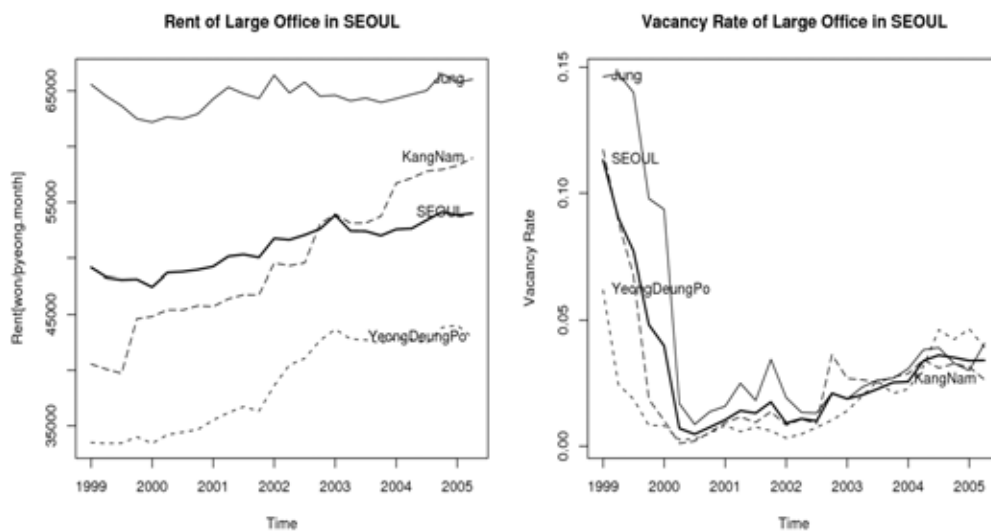 Rent of Large Office in SEOUL
Rent[won/pyeong.month]
65000
55000
45000
35000
Jung
KangNam
SEOUL
YeongDeungPo
1999 2000 2001 2002 2003 2004 2005
Time
Vacancy Rate of Large Office in SEOUL
Vacancy Rate
0.15
0.10
0.05
0.00
Jung
SEOUL
YeongDeungPo
KangNam
1999 2000 2001 2002 2003 2004 2005
Time